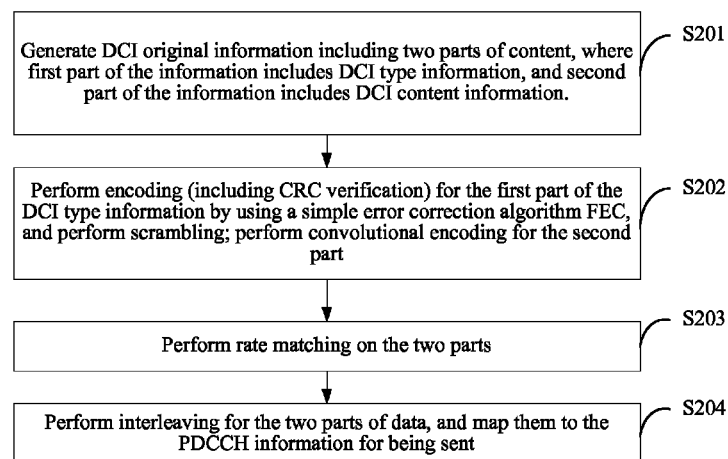 S201
Generate DCI original information including two parts of content, where
first part of the information includes DCI type information, and second
part of the information includes DCI content information.
S202
Perform encoding (including CRC verification) for the first part of the
DCI type information by using a simple error correction algorithm FEC,
and perform scrambling; perform convolutional encoding for the second
part
S203
Perform rate matching on the two parts
S204
Perform interleaving for the two parts of data, and map them to the
PDCCH information for being sent